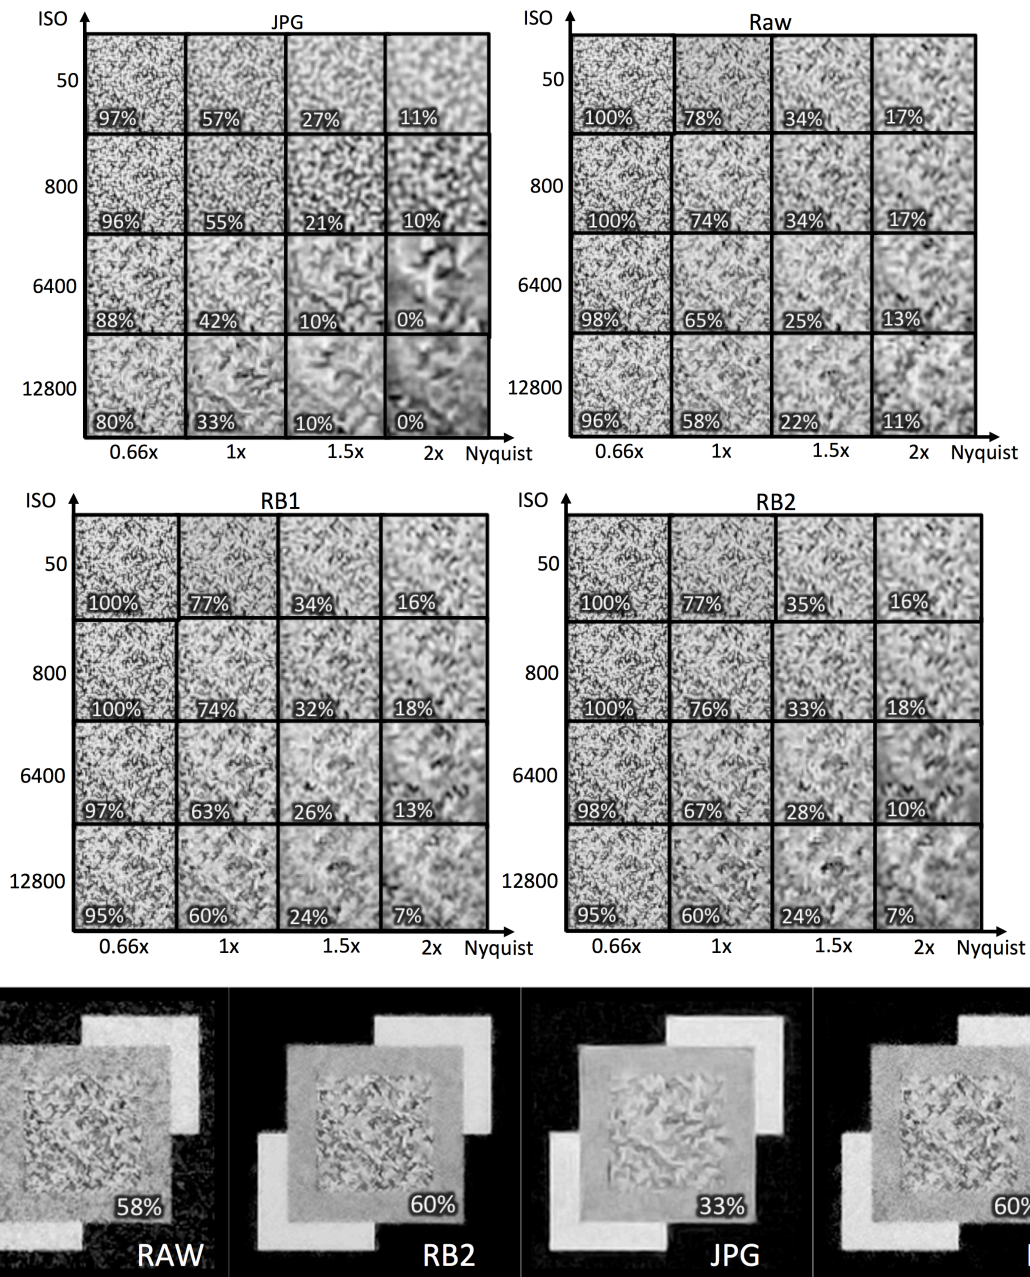 ISO JPG
50 97% 57% 27% 11%
800 96% 55% 21% 10%
6400 88% 42% 10% 0%
12800 80% 33% 10% 0%
0.66x 1x 1.5x 2x Nyquist
ISO Raw
50 100% 78% 34% 17%
800 100% 74% 34% 17%
6400 98% 65% 25% 13%
12800 96% 58% 22% 11%
0.66x 1x 1.5x 2x Nyquist
ISO RB1
50 100% 77% 34% 16%
800 100% 74% 32% 18%
6400 97% 63% 26% 13%
12800 95% 60% 24% 7%
0.66x 1x 1.5x 2x Nyquist
ISO RB2
50 100% 77% 35% 16%
800 100% 76% 33% 18%
6400 98% 67% 28% 10%
12800 95% 60% 24% 7%
0.66x 1x 1.5x 2x Nyquist
58% 60% 33% 60%
RAW RB2 JPG